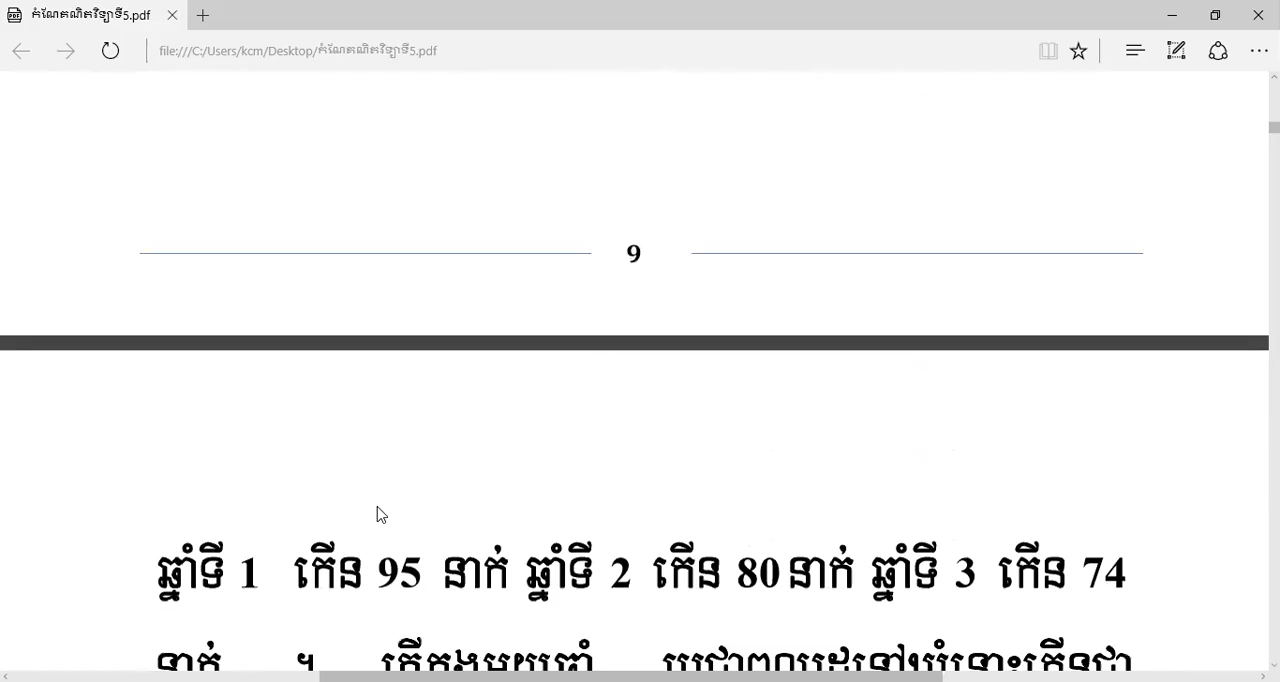 កំណែគណិតវិទ្យាទី5.pdf
file:///C:/Users/kcm/Desktop/កំណែគណិតវិទ្យាទី5.pdf
9
ឆ្នាំទី 1 កើន 95 នាក់ ឆ្នាំទី 2 កើន 80 នាក់ ឆ្នាំទី 3 កើន 74
នាក់ ។